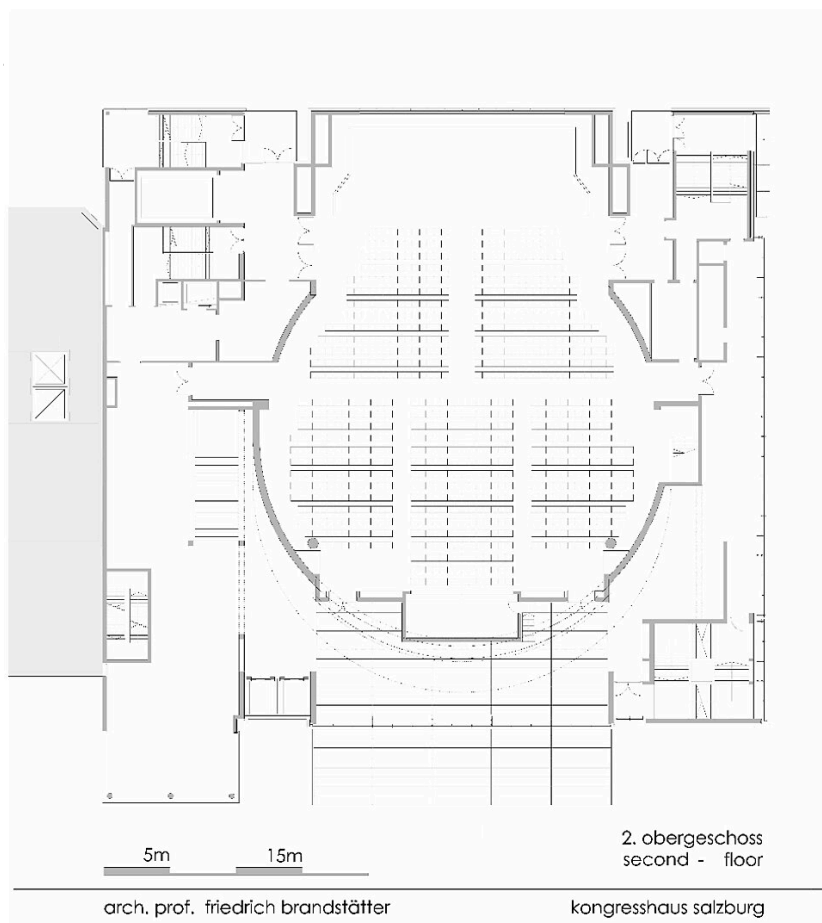 5m 15m
2. obergeschoss
second - floor
arch. prof. friedrich brandstätter kongresshaus salzburg